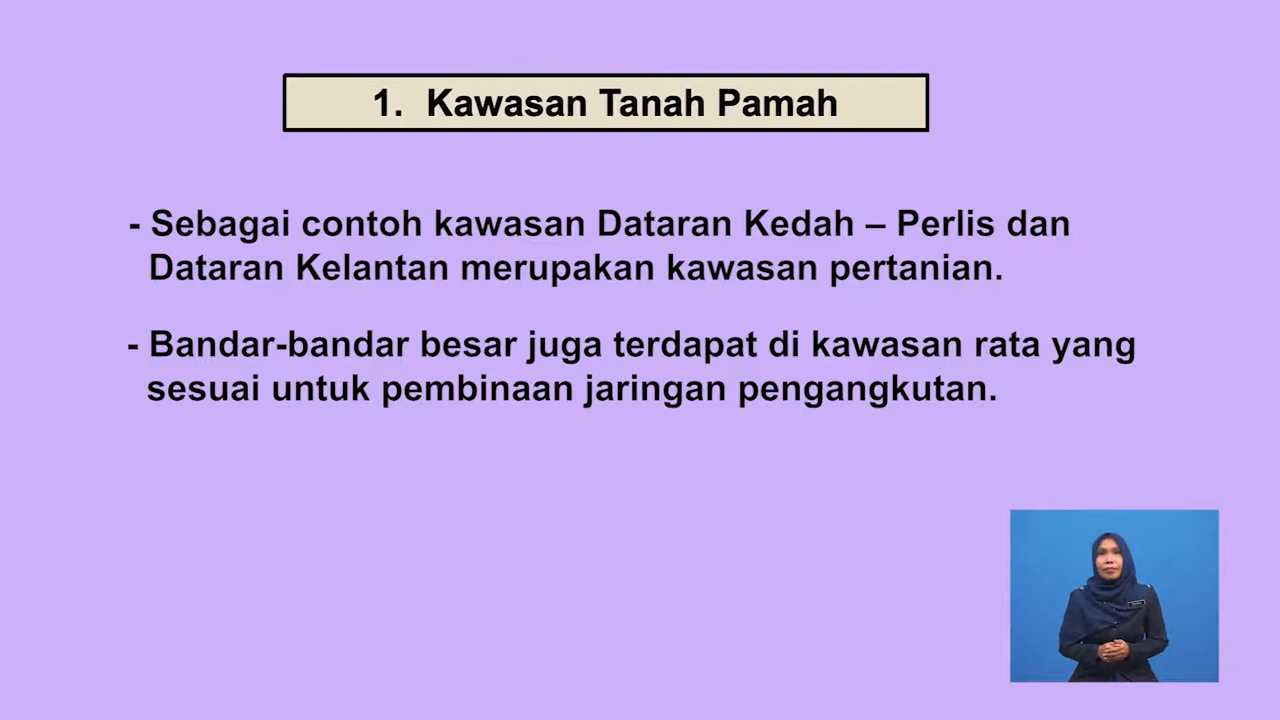 1. Kawasan Tanah Pamah
- Sebagai contoh kawasan Dataran Kedah – Perlis dan
Dataran Kelantan merupakan kawasan pertanian.
- Bandar-bandar besar juga terdapat di kawasan rata yang
sesuai untuk pembinaan jaringan pengangkutan.